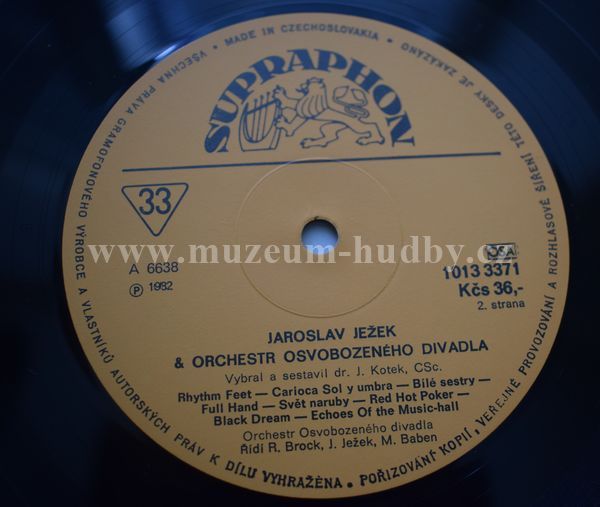 VŠECHNA PRÁVA GRAMOFONOVÉHO VÝROBCE A VLASTNÍKŮ AUTORSKÝCH PRÁV K DÍLU VYHRAŽENA. POŘIZOVÁNÍ KOPIÍ, VEŘEJNÉ PROVOZOVÁNÍ A ROZHLASOVÉ ŠÍŘENÍ TÉTO DESKY JE ZAKÁZÁNO
• MADE IN CZECHOSLOVAKIA •
SUPRAPHON
33
www.muzeum-hudby.cz
A 6638
OSA
1013 3371
Ⓟ 1982
Kčs 36,-
2. strana
JAROSLAV JEŽEK
& ORCHESTR OSVOBOZENÉHO DIVADLA
Vybral a sestavil dr. J. Kotek, CSc.
Rhythm Feet — Carioca Sol y umbra — Bílé sestry —
Full Hand — Svět naruby — Red Hot Poker —
Black Dream — Echoes Of the Music-hall
Orchestr Osvobozeného divadla
Řídí R. Brock, J. Ježek, M. Baben